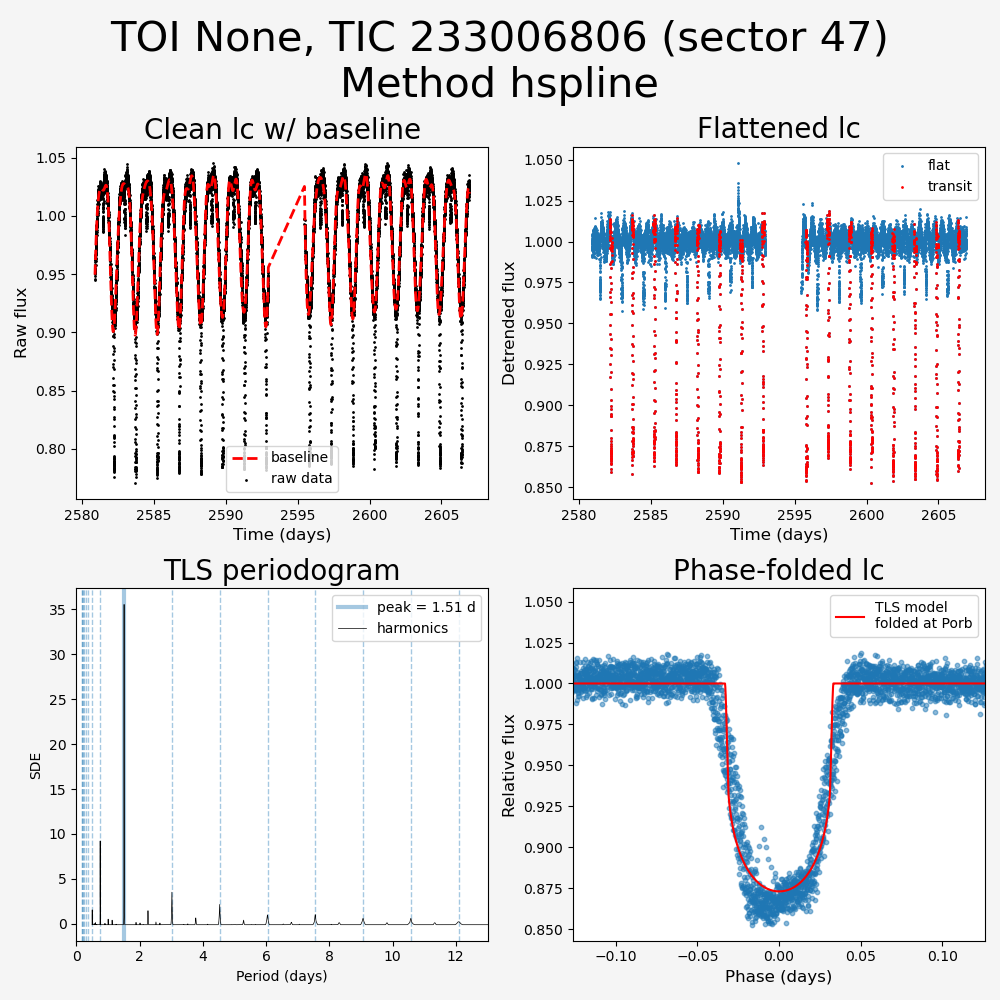 TOI None, TIC 233006806 (sector 47)
Method hspline
Clean lc w/ baseline
Raw flux
1.05
1.00
0.95
0.90
0.85
0.80
baseline
raw data
2580
2585
2590
2595
2600
2605
Time (days)
Flattened lc
Detrended flux
1.050
1.025
1.000
0.975
0.950
0.925
0.900
0.875
0.850
flat
transit
2580
2585
2590
2595
2600
2605
Time (days)
TLS periodogram
SDE
35
30
25
20
15
10
5
0
peak = 1.51 d
harmonics
0
2
4
6
8
10
12
Period (days)
Phase-folded lc
Relative flux
1.050
1.025
1.000
0.975
0.950
0.925
0.900
0.875
0.850
TLS model
folded at Porb
−0.10
−0.05
0.00
0.05
0.10
Phase (days)